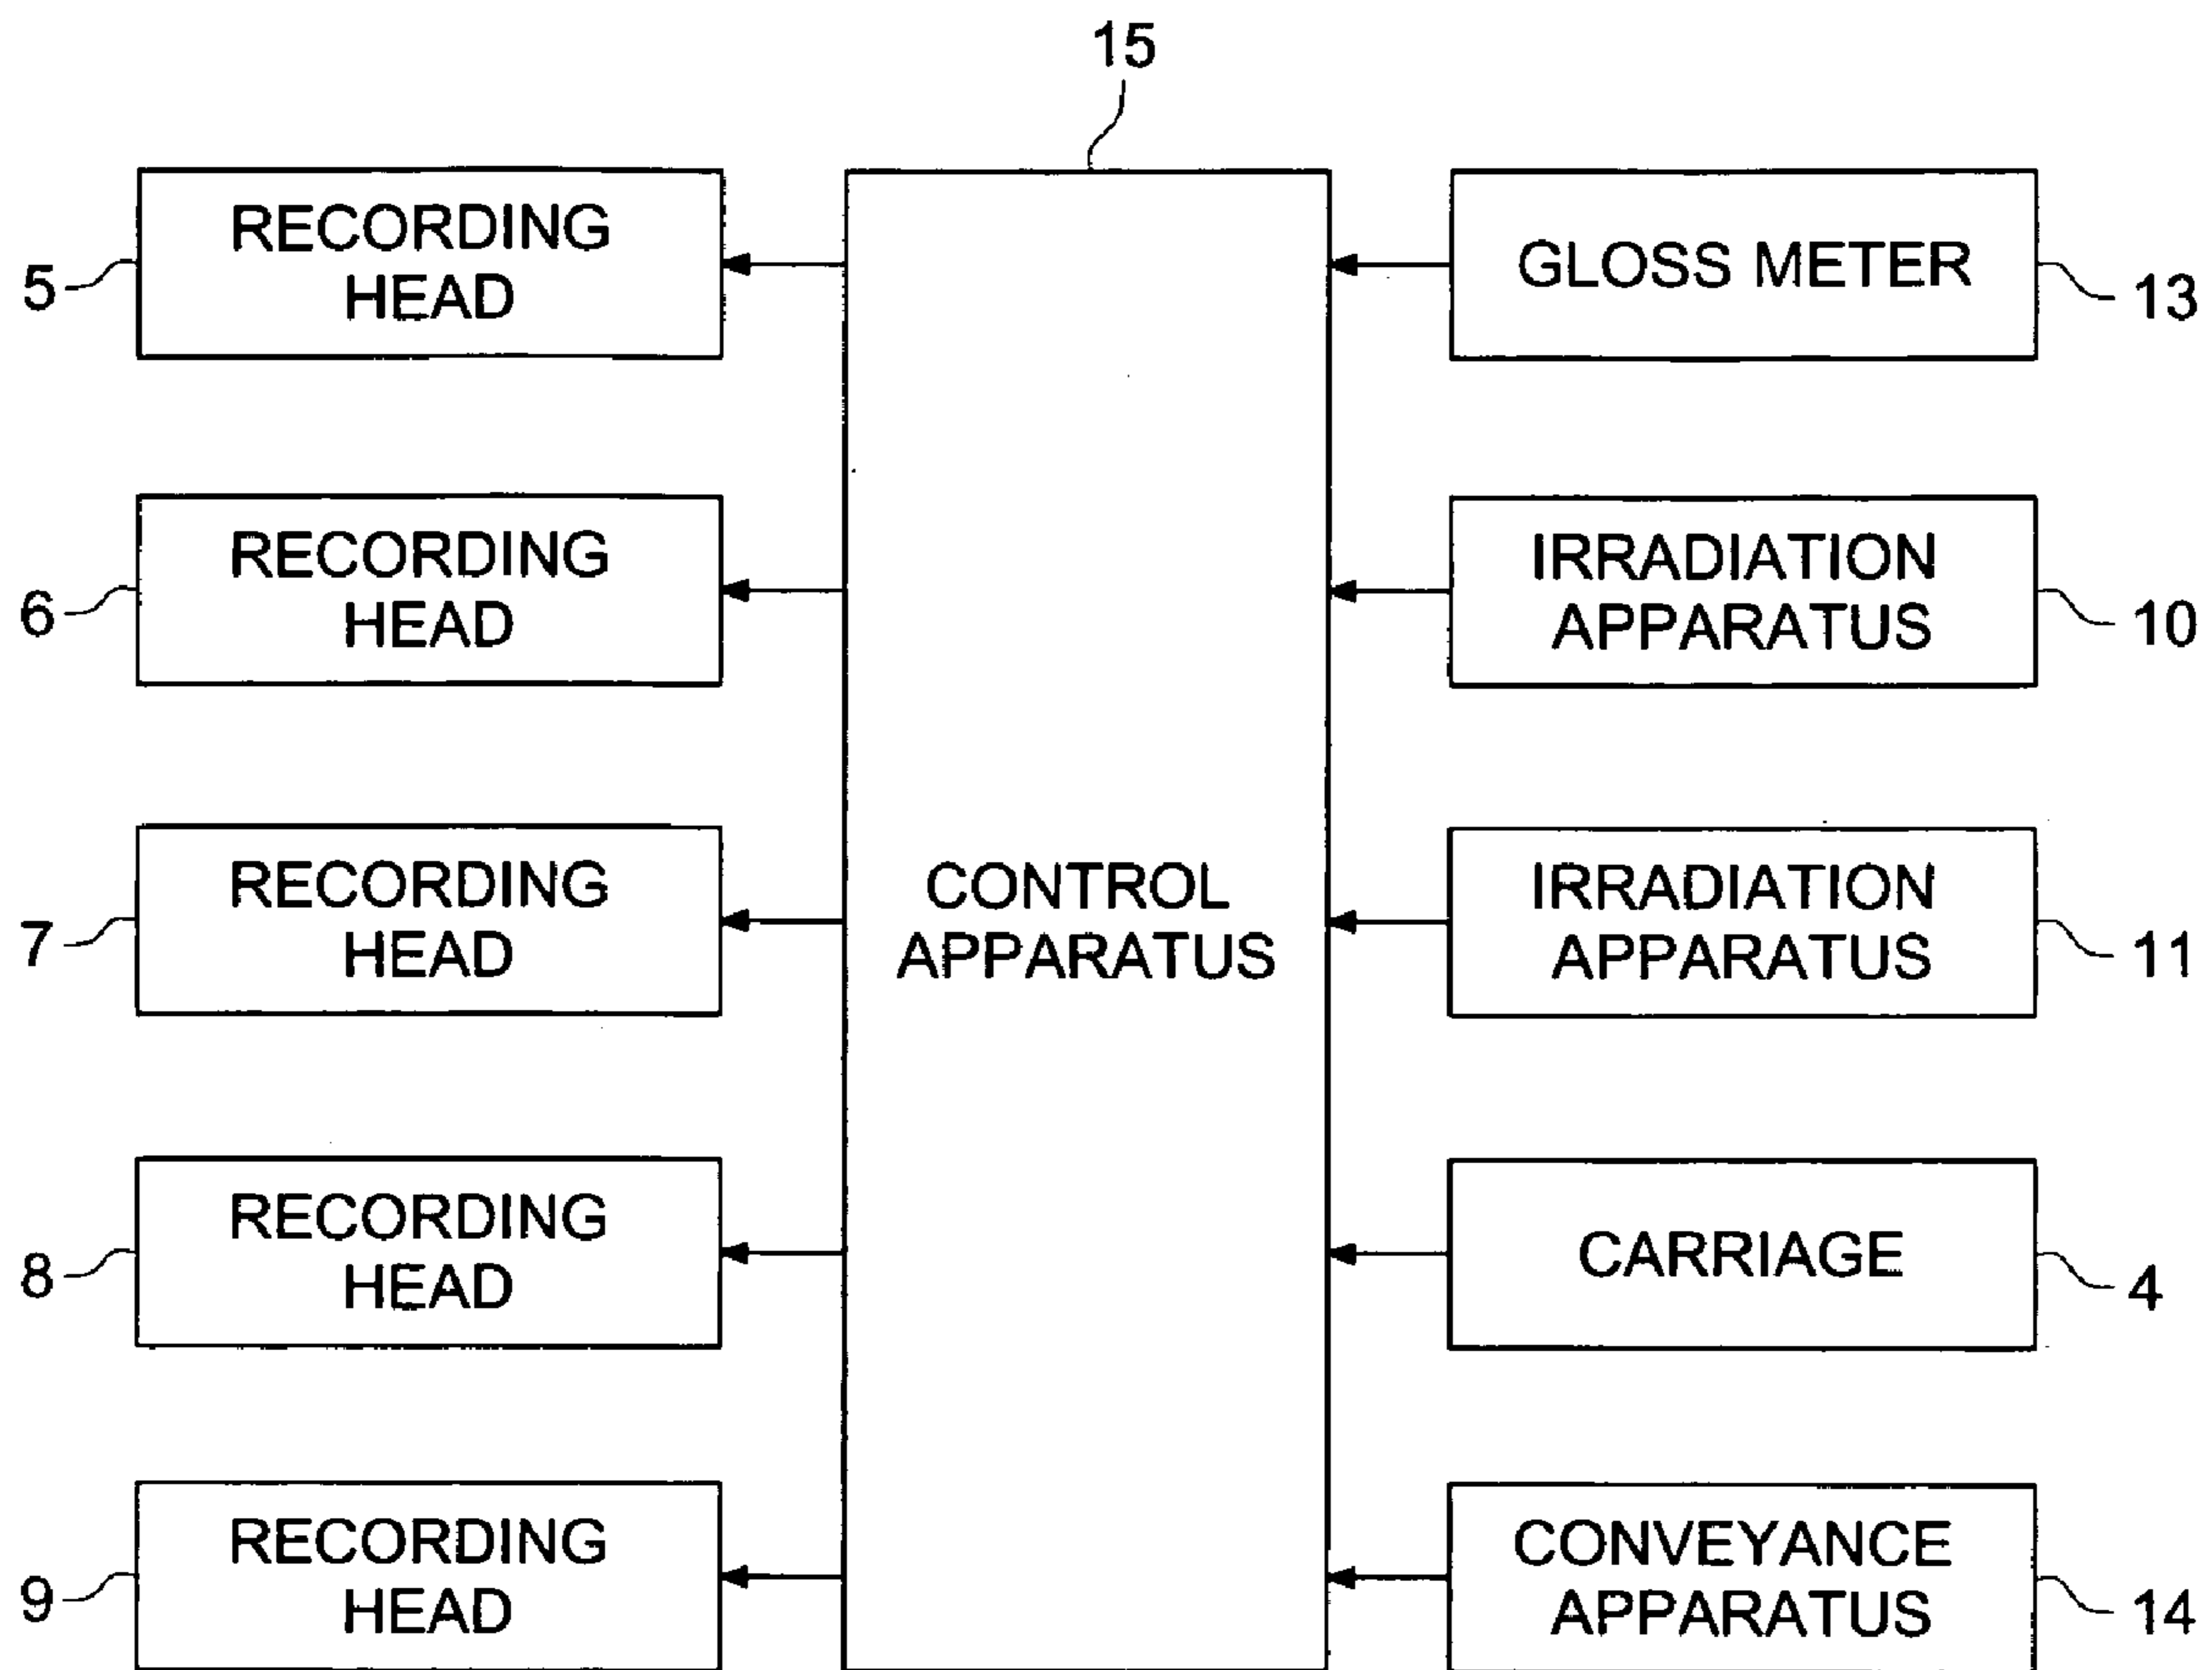 15
RECORDING
HEAD
5
GLOSS METER
13
RECORDING
HEAD
6
IRRADIATION
APPARATUS
10
RECORDING
HEAD
7
CONTROL
APPARATUS
IRRADIATION
APPARATUS
11
RECORDING
HEAD
8
CARRIAGE
4
RECORDING
HEAD
9
CONVEYANCE
APPARATUS
14